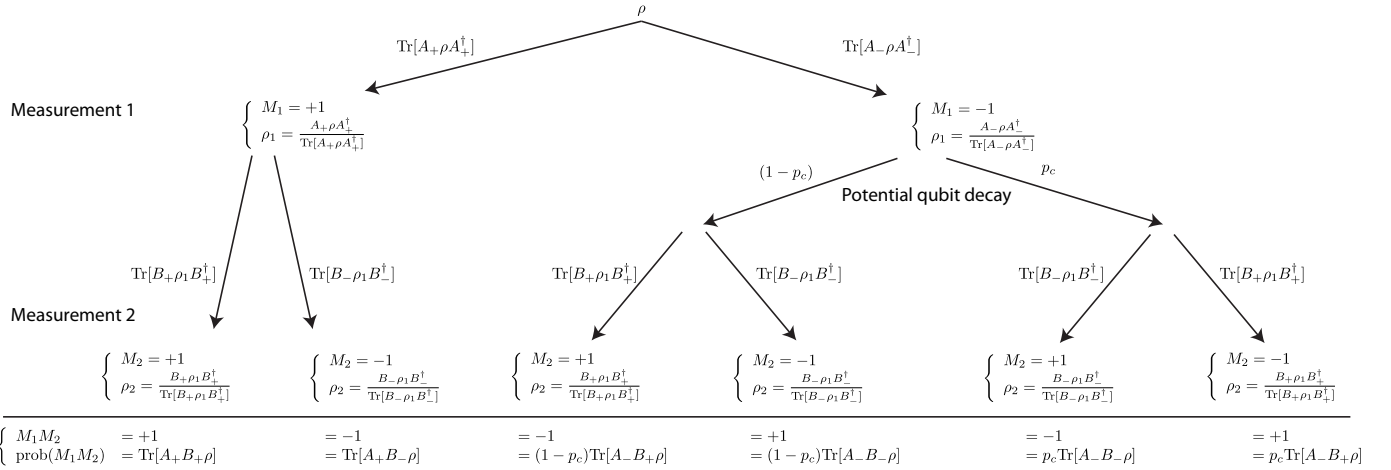 ρ
Tr[A₊ρA₊†] Tr[A₋ρA₋†]
Measurement 1
{ M₁ = +1 { M₁ = −1
ρ₁ = A₊ρA₊† / Tr[A₊ρA₊†] ρ₁ = A₋ρA₋† / Tr[A₋ρA₋†]
(1 − p_c) p_c
Potential qubit decay
Tr[B₊ρ₁B₊†] Tr[B₋ρ₁B₋†] Tr[B₊ρ₁B₊†] Tr[B₋ρ₁B₋†] Tr[B₋ρ₁B₋†] Tr[B₊ρ₁B₊†]
Measurement 2
{ M₂ = +1 { M₂ = −1 { M₂ = +1 { M₂ = −1 { M₂ = +1 { M₂ = −1
ρ₂ = B₊ρ₁B₊† / Tr[B₊ρ₁B₊†] ρ₂ = B₋ρ₁B₋† / Tr[B₋ρ₁B₋†] ρ₂ = B₊ρ₁B₊† / Tr[B₊ρ₁B₊†] ρ₂ = B₋ρ₁B₋† / Tr[B₋ρ₁B₋†] ρ₂ = B₋ρ₁B₋† / Tr[B₋ρ₁B₋†] ρ₂ = B₊ρ₁B₊† / Tr[B₊ρ₁B₊†]
{ M₁M₂ = +1 = −1 = −1 = +1 = −1 = +1
prob(M₁M₂) = Tr[A₊B₊ρ] = Tr[A₊B₋ρ] = (1 − p_c)Tr[A₋B₊ρ] = (1 − p_c)Tr[A₋B₋ρ] = p_cTr[A₋B₋ρ] = p_cTr[A₋B₊ρ]